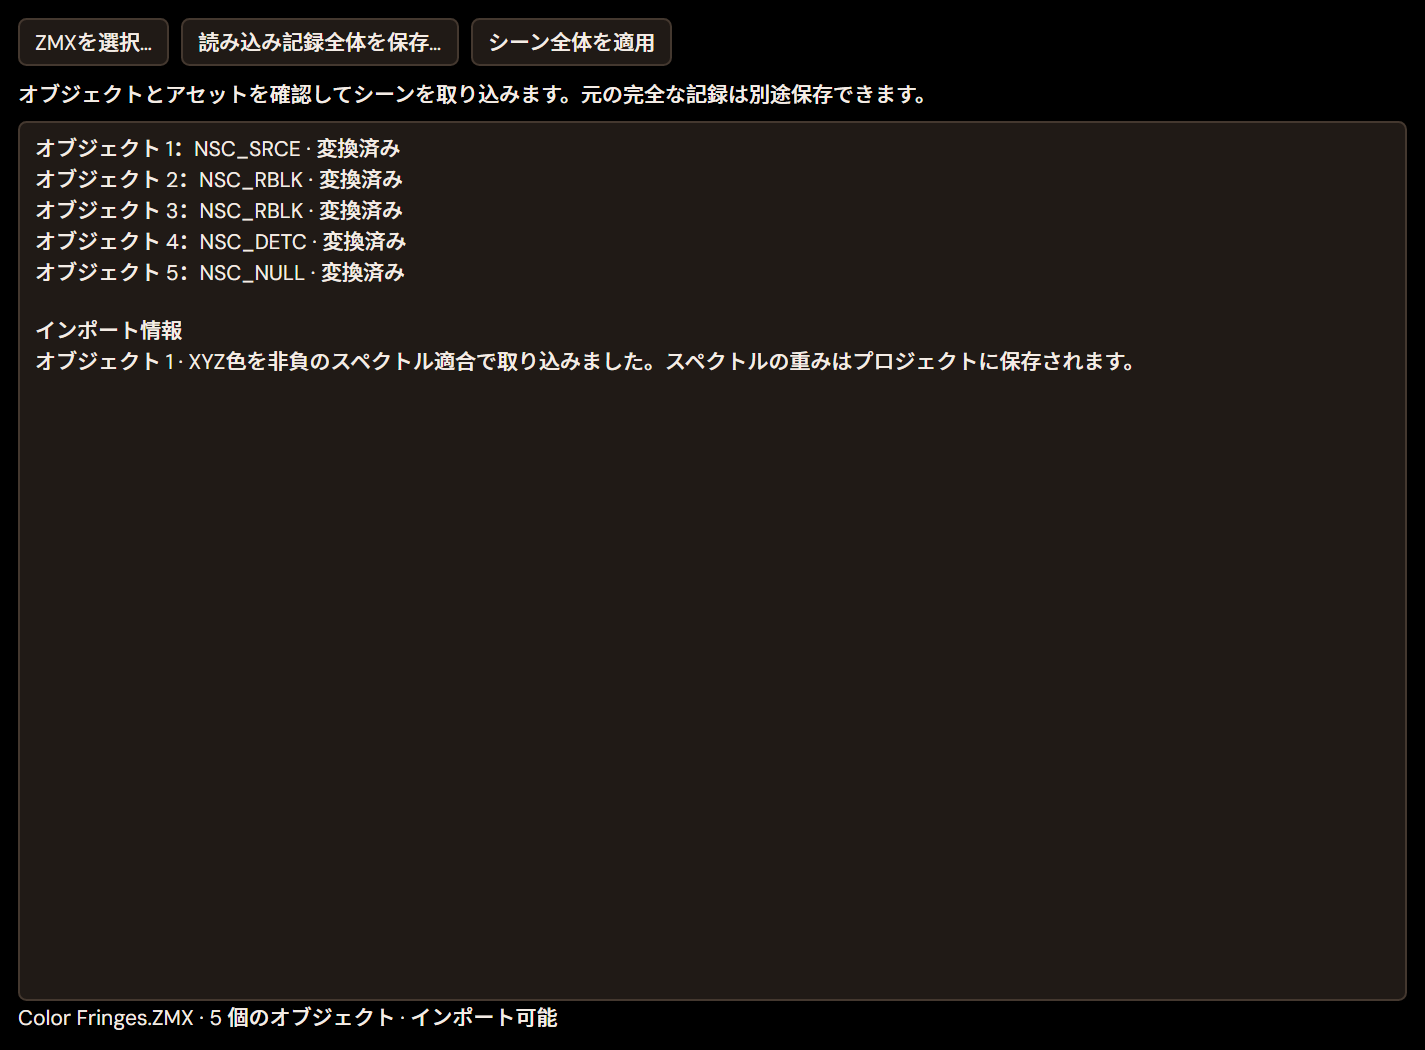 ZMXを選択…
読み込み記録全体を保存…
シーン全体を適用
オブジェクトとアセットを確認してシーンを取り込みます。元の完全な記録は別途保存できます。
オブジェクト 1：NSC_SRCE · 変換済み
オブジェクト 2：NSC_RBLK · 変換済み
オブジェクト 3：NSC_RBLK · 変換済み
オブジェクト 4：NSC_DETC · 変換済み
オブジェクト 5：NSC_NULL · 変換済み
インポート情報
オブジェクト 1 · XYZ色を非負のスペクトル適合で取り込みました。スペクトルの重みはプロジェクトに保存されます。
Color Fringes.ZMX · 5 個のオブジェクト · インポート可能